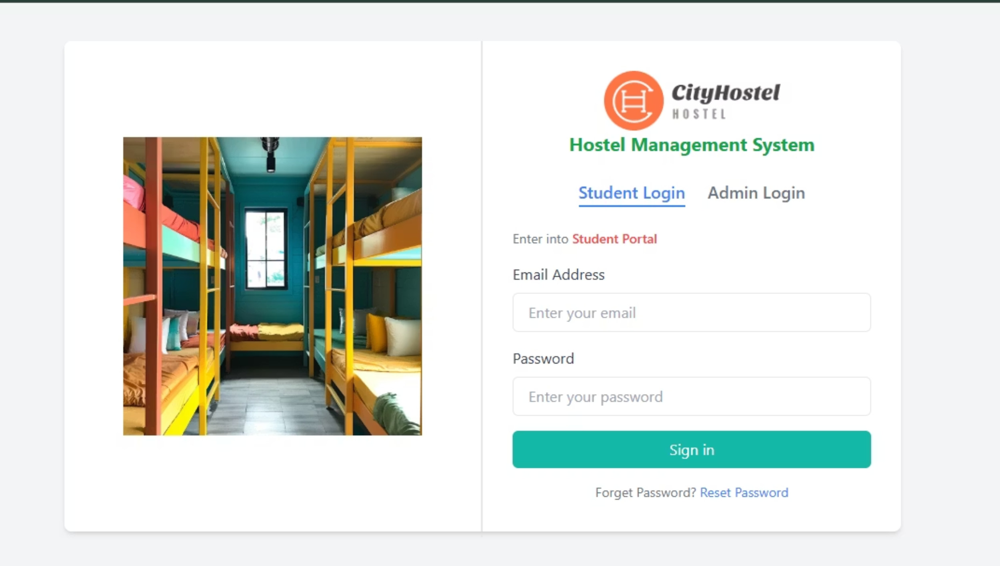 CityHostel
HOSTEL
Hostel Management System
Student Login Admin Login
Enter into Student Portal
Email Address
Enter your email
Password
Enter your password
Sign in
Forget Password? Reset Password